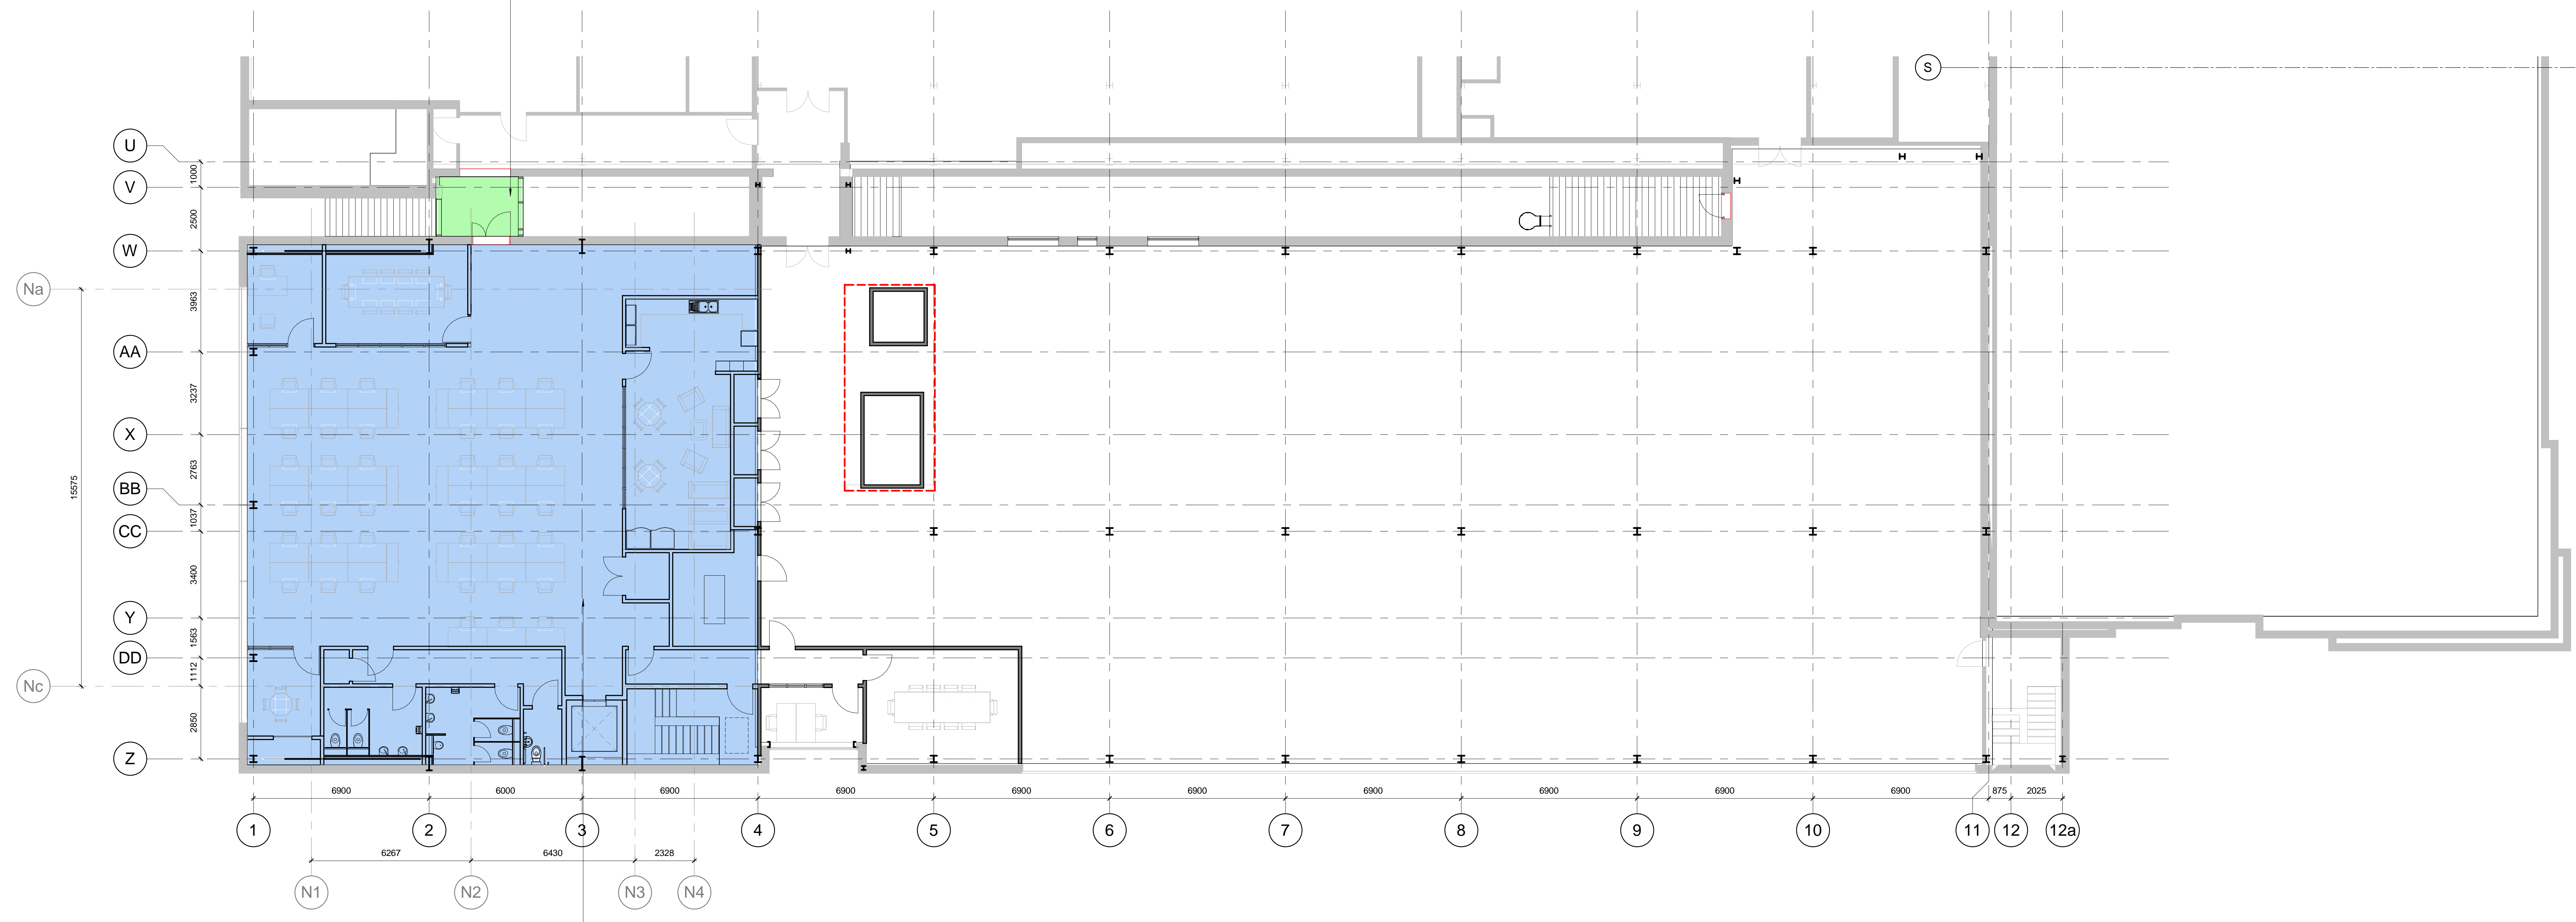 S
U
1000
V
2500
W
Na
3963
AA
3237
X
15575
22763
BB
1037
CC
3400
Y
1563
DD
1112
Nc
2850
Z
6900 6000 6900 6900 6900 6900 6900 6900 6900 6900 875 2025
1 2 3 4 5 6 7 8 9 10 11 12 12a
6267 6430 2328
N1 N2 N3 N4